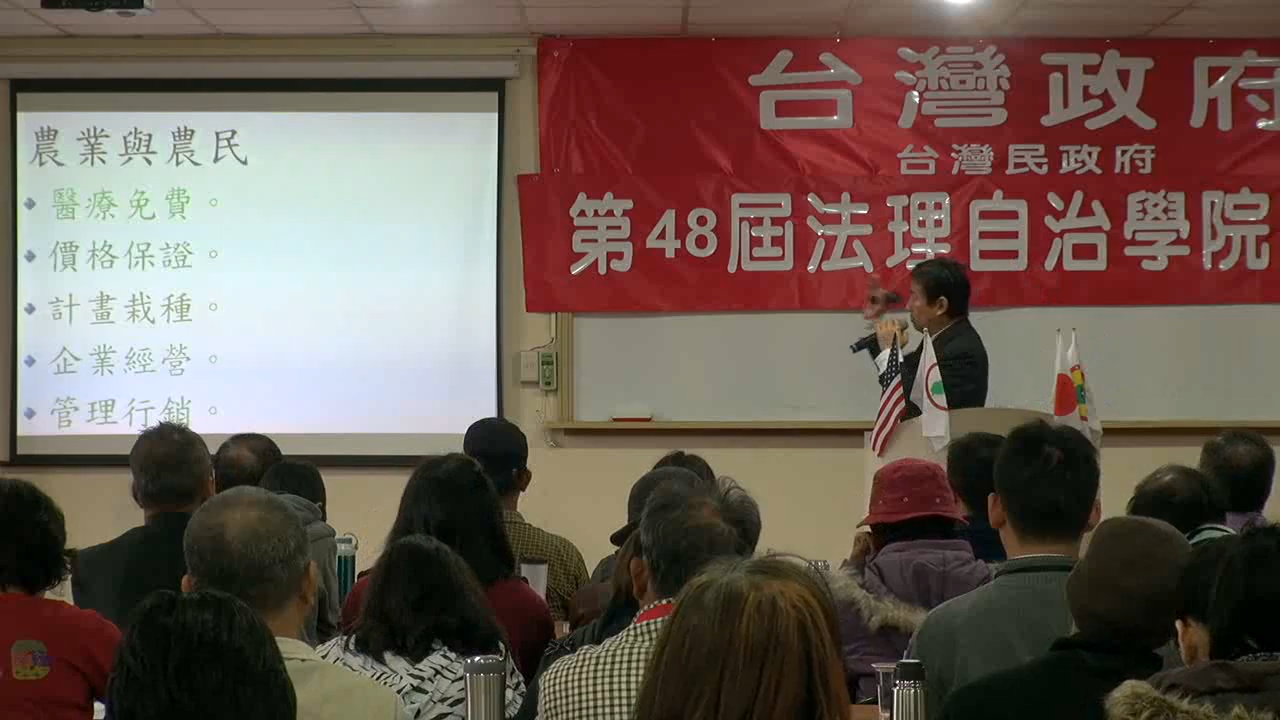 農業與農民
醫療免費。
價格保證。
計畫栽種。
企業經營。
管理行銷。
台灣政府
台灣民政府
第48屆法理自治學院